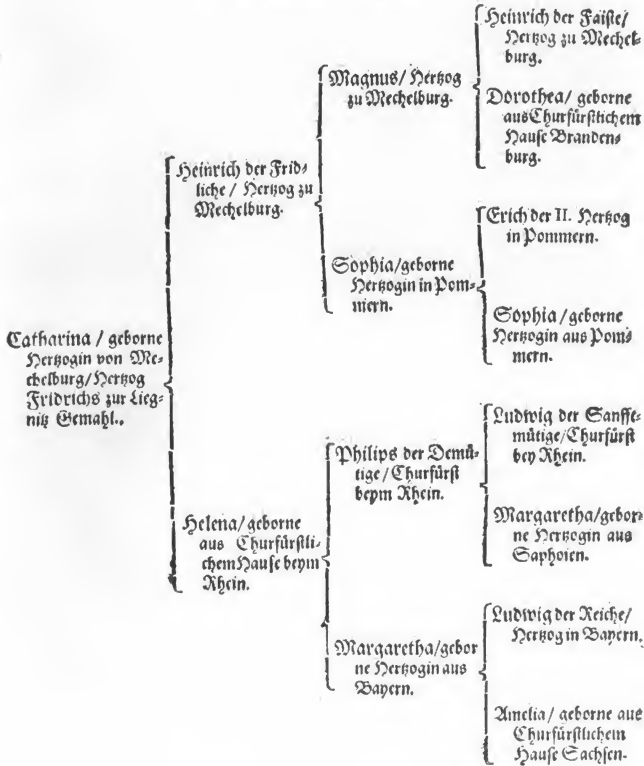 Heinrich der Faiste/
Hertzog zu Mechel-
burg.
Magnus/ Hertzog
zu Mechelburg.
Dorothea/ geborne
aus Churfürstlichem
Hause Branden-
burg.
Heinrich der Frid-
liche / Hertzog zu
Mechelburg.
Erich der II. Hertzog
in Pommern.
Sophia/geborne
Hertzogin in Pom-
mern.
Sophia/ geborne
Hertzogin aus Pom-
mern.
Catharina / geborne
Hertzogin von Me-
chelburg/Hertzog
Fridrichs zur Lieg-
nitz Gemahl.
Ludwig der Sanffe-
mütige/Churfürst
bey Rhein.
Philips der Demü-
tige/Churfürst
beym Rhein.
Margaretha/gebor-
ne Hertzogin aus
Saphoien.
Helena/geborne
aus Churfürstli-
chem Hause beym
Rhein.
Ludwig der Reiche/
Hertzog in Bayern.
Margaretha/gebor
ne Hertzogin aus
Bayern.
Amelia/ geborne aus
Churfürstlichem
Hause Sachsen.